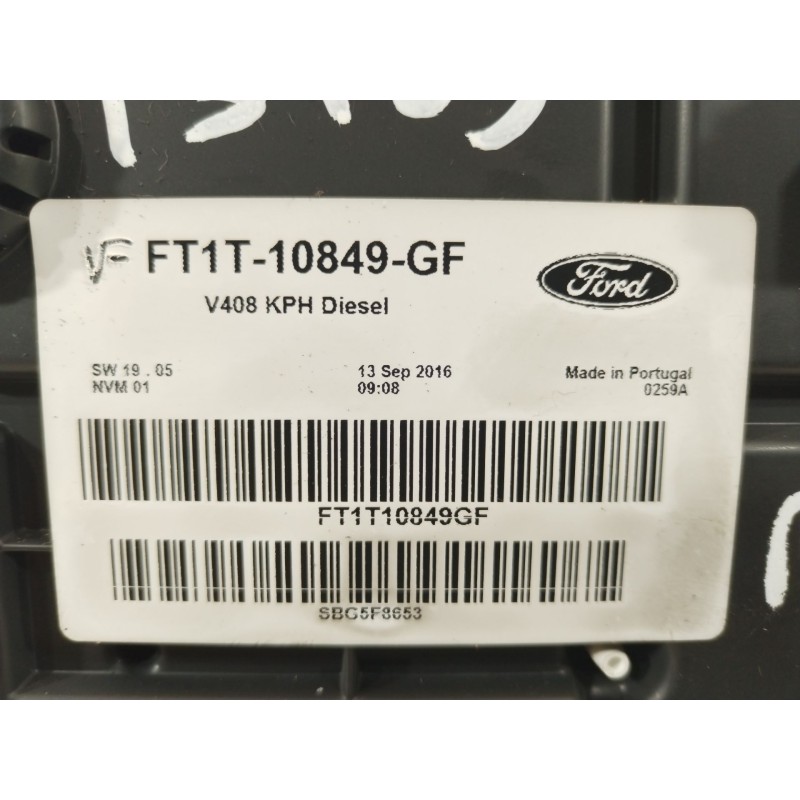 VF FT1T-10849-GF
Ford
V408 KPH Diesel
SW 19 . 05
13 Sep 2016
Made in Portugal
NVM 01
09:08
0259A
FT1T10849GF
SBG5F8653